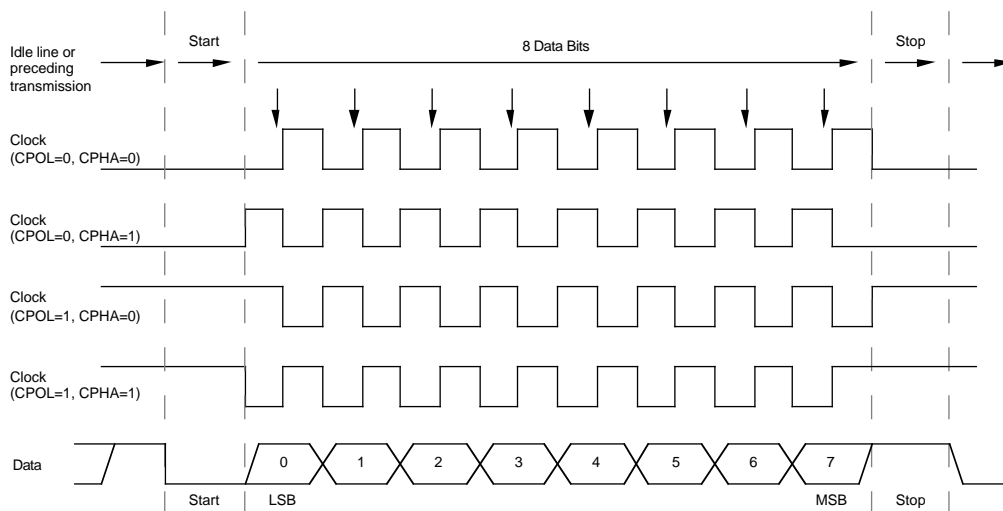 Start
8 Data Bits
Stop
Idle line or
preceding
transmission
Clock
(CPOL=0, CPHA=0)
Clock
(CPOL=0, CPHA=1)
Clock
(CPOL=1, CPHA=0)
Clock
(CPOL=1, CPHA=1)
Data
0 1 2 3 4 5 6 7
Start LSB MSB Stop